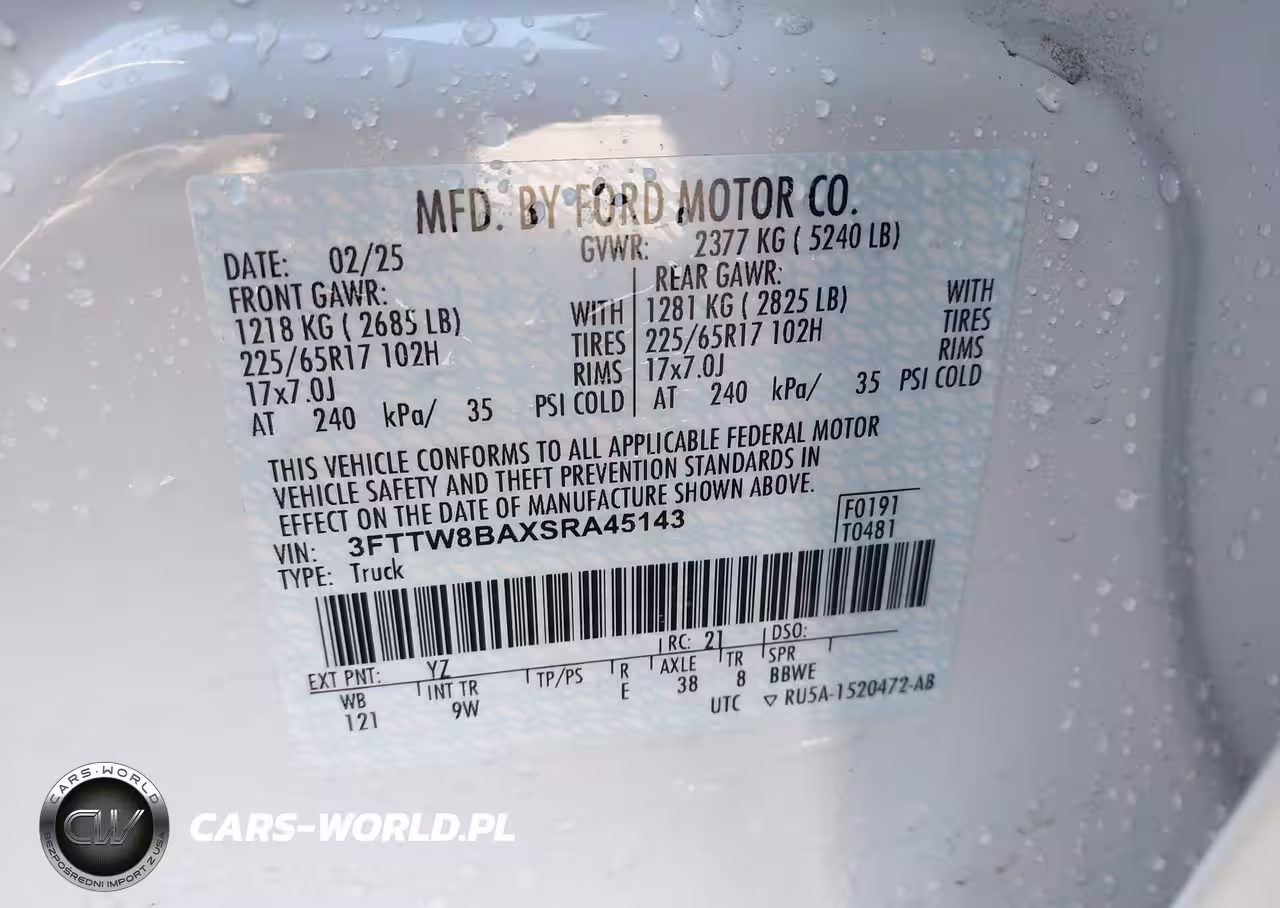 MFD. BY FORD MOTOR CO.
DATE: 02/25 GVWR: 2377 KG ( 5240 LB)
FRONT GAWR: REAR GAWR:
1218 KG ( 2685 LB) WITH 1281 KG ( 2825 LB) WITH
225/65R17 102H TIRES 225/65R17 102H TIRES
17x7.0J RIMS 17x7.0J RIMS
AT 240 kPa/ 35 PSI COLD AT 240 kPa/ 35 PSI COLD
THIS VEHICLE CONFORMS TO ALL APPLICABLE FEDERAL MOTOR
VEHICLE SAFETY AND THEFT PREVENTION STANDARDS IN
EFFECT ON THE DATE OF MANUFACTURE SHOWN ABOVE.
VIN: 3FTTW8BAXSRA45143 F0191
TYPE: Truck T0481
EXT PNT: YZ RC: 21 DSO:
WB INT TR TP/PS R AXLE TR SPR
121 9W E 38 8 BBWE
UTC ▽ RU5A-1520472-AB
CARS-WORLD
CW
BEZPOŚREDNI IMPORT Z USA
CARS-WORLD.PL